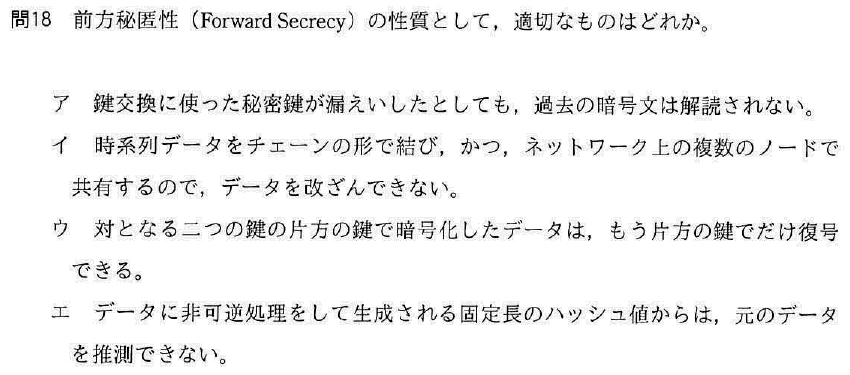 問18 前方秘匿性（Forward Secrecy）の性質として，適切なものはどれか。
ア 鍵交換に使った秘密鍵が漏えいしたとしても，過去の暗号文は解読されない。
イ 時系列データをチェーンの形で結び，かつ，ネットワーク上の複数のノードで
共有するので，データを改ざんできない。
ウ 対となる二つの鍵の片方の鍵で暗号化したデータは，もう片方の鍵でだけ復号
できる。
エ データに非可逆処理をして生成される固定長のハッシュ値からは，元のデータ
を推測できない。